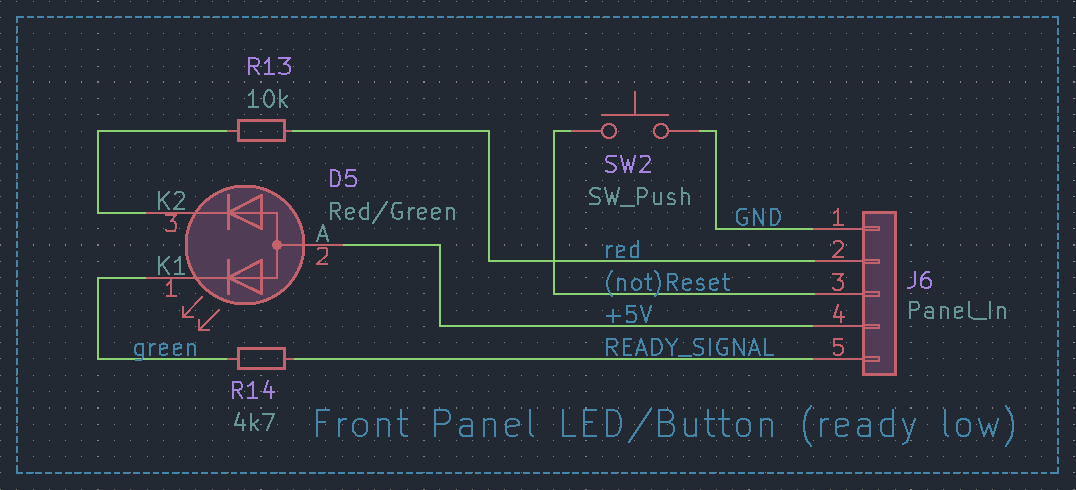 R13
10k
D5
Red/Green
K2
3
A
2
K1
1
green
R14
4k7
SW2
SW_Push
GND
1
red
2
(not)Reset
3
+5V
4
READY_SIGNAL
5
J6
Panel_In
Front Panel LED/Button (ready low)